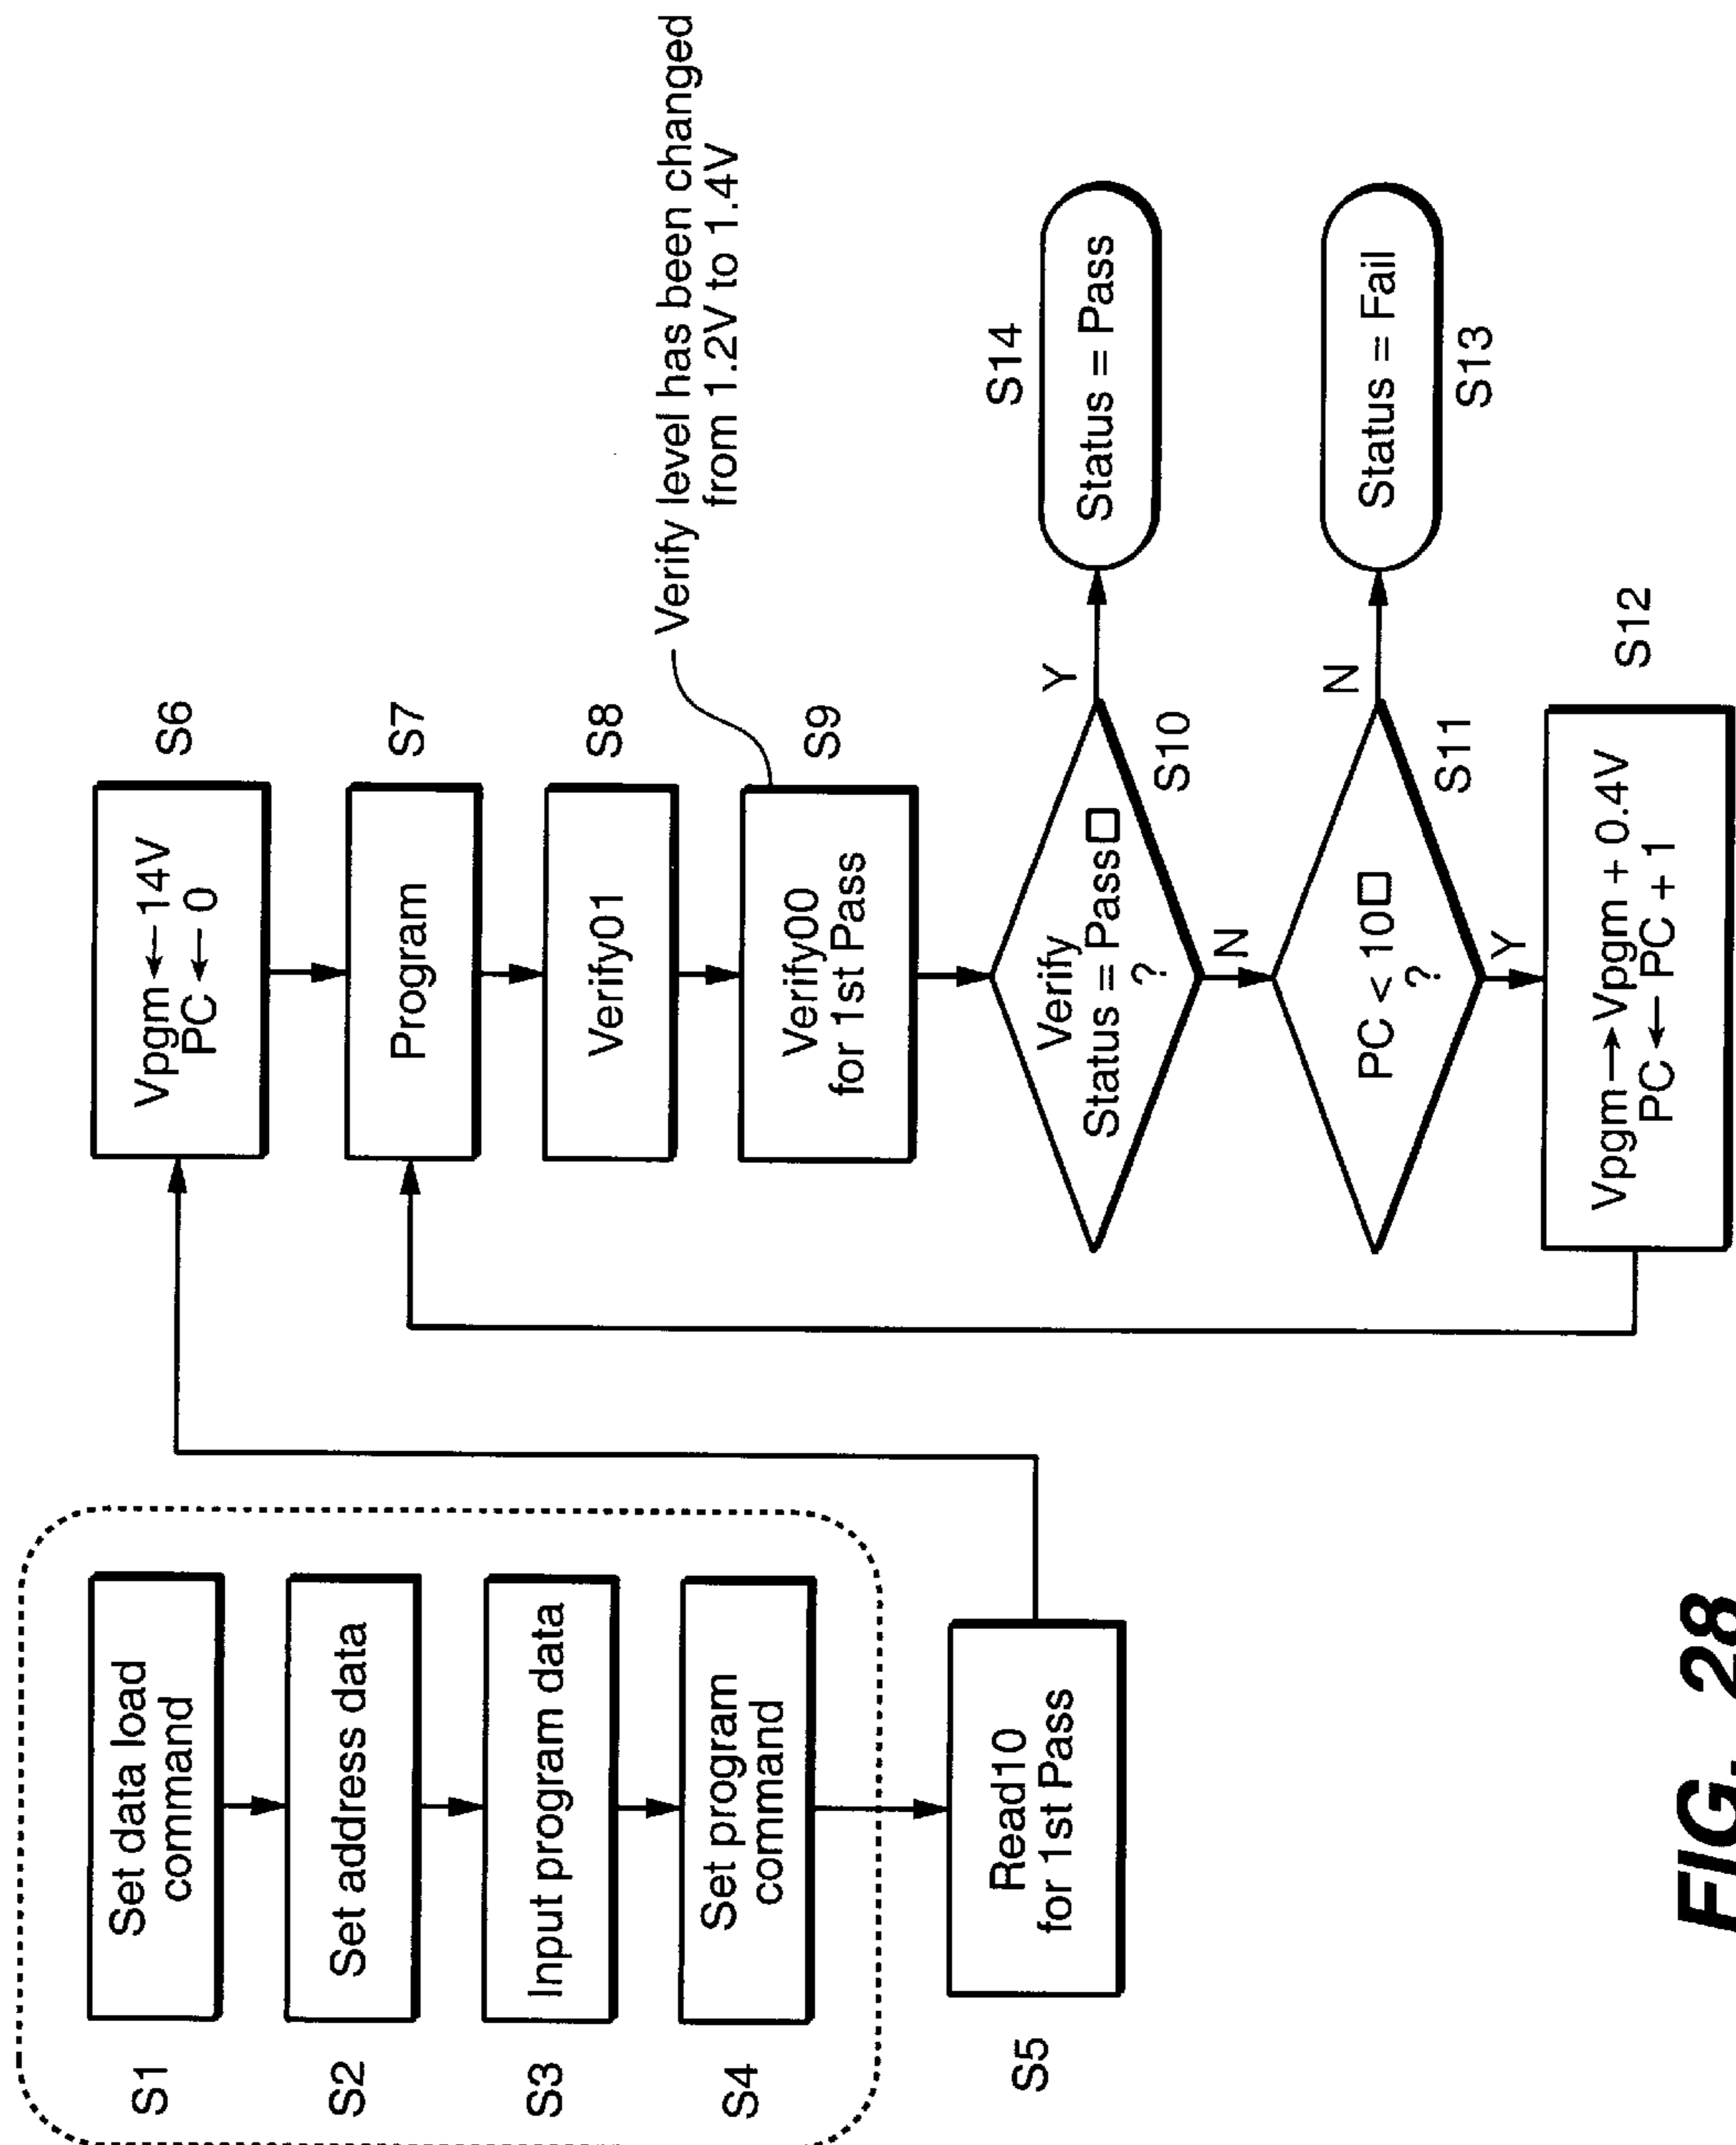 S1
Set data load
command
S2
Set address data
S3
Input program data
S4
Set program
command
S5
Read10
for 1st Pass
S6
Vpgm ← 14V
PC ← 0
S7
Program
S8
Verify01
S9
Verify00
for 1st Pass
Verify level has been changed
from 1.2V to 1.4V
S10
Verify
Status = Pass□
?
Y
N
S14
Status = Pass
S11
PC < 10□
?
N
Y
Status = Fail
S13
S12
Vpgm → Vpgm + 0.4V
PC ← PC + 1
FIG. 28